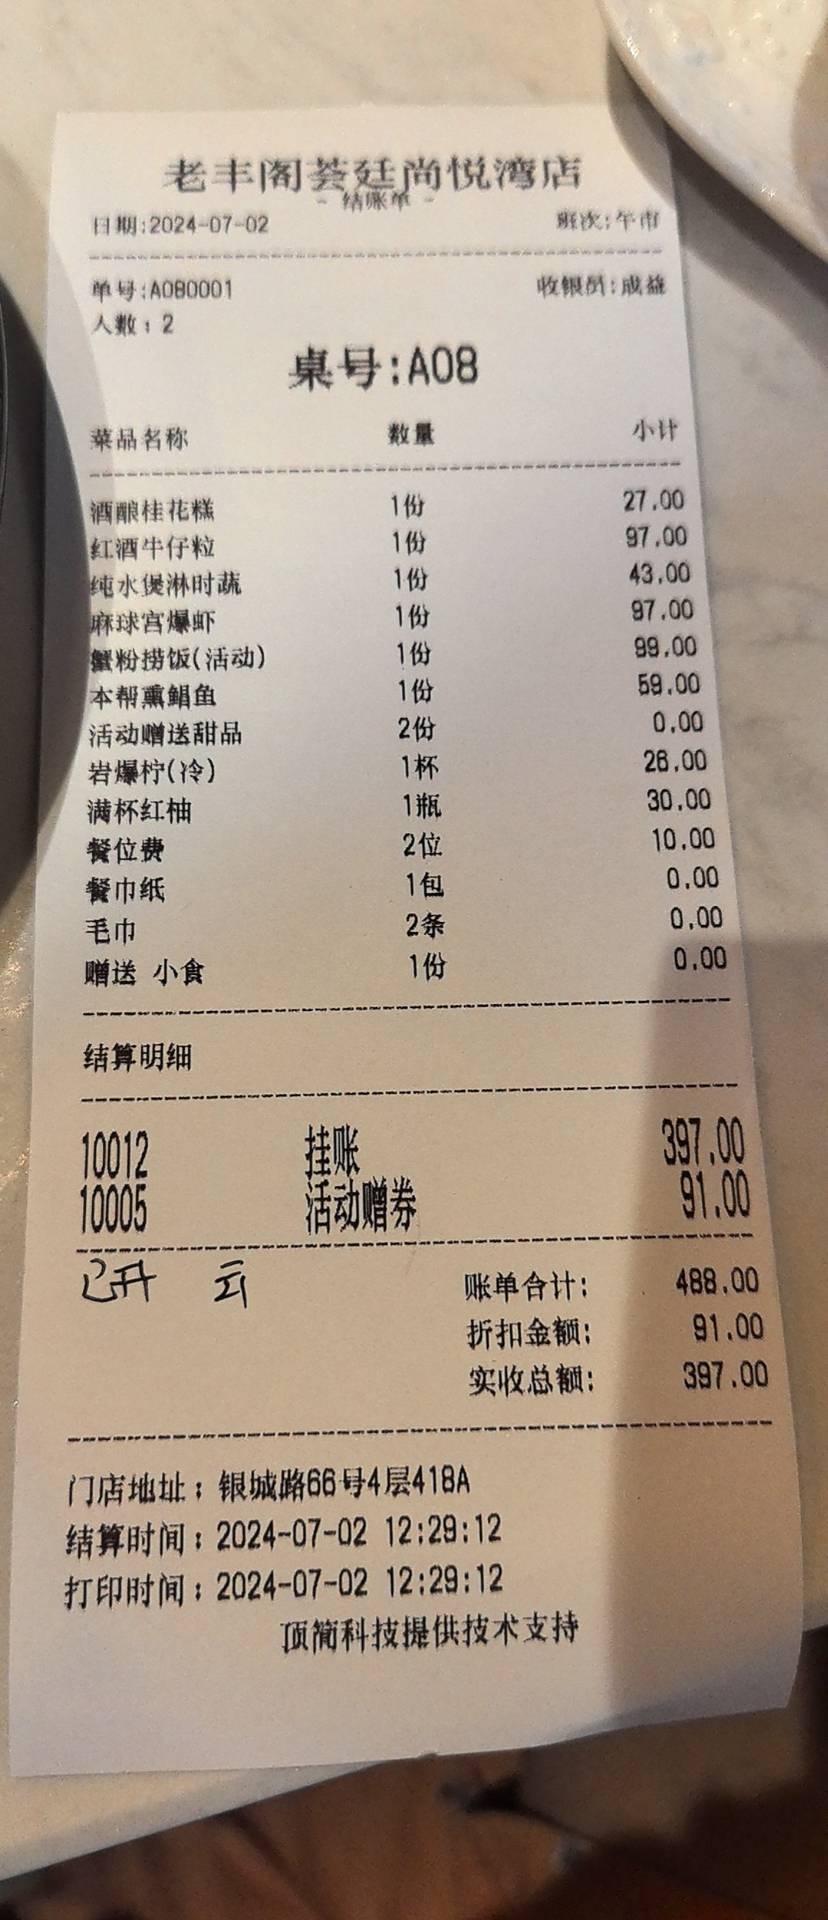 老丰阁荟廷尚悦湾店
- 结账单 -
日期:2024-07-02 班次:午市
单号:A080001 收银员:成益
人数:2
桌号:A08
菜品名称 数量 小计
酒酿桂花糕 1份 27.00
红酒牛仔粒 1份 97.00
纯水煲淋时蔬 1份 43.00
麻球宫爆虾 1份 97.00
蟹粉捞饭(活动) 1份 99.00
本帮熏鲳鱼 1份 59.00
活动赠送甜品 2份 0.00
岩爆柠(冷) 1杯 26.00
满杯红柚 1瓶 30.00
餐位费 2位 10.00
餐巾纸 1包 0.00
毛巾 2条 0.00
赠送 小食 1份 0.00
结算明细
10012 挂账 397.00
10005 活动赠券 91.00
已开 云 账单合计: 488.00
折扣金额: 91.00
实收总额: 397.00
门店地址:银城路66号4层418A
结算时间:2024-07-02 12:29:12
打印时间:2024-07-02 12:29:12
顶简科技提供技术支持